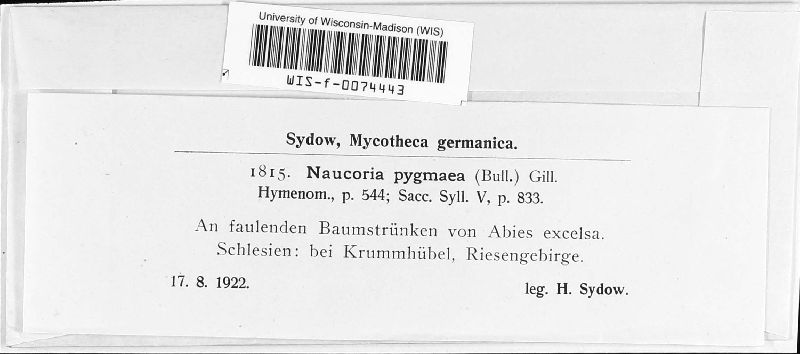 University of Wisconsin-Madison (WIS)
WIS-f-0074443
Sydow, Mycotheca germanica.
1815. Naucoria pygmaea (Bull.) Gill.
Hymenom., p. 544; Sacc. Syll. V, p. 833.
An faulenden Baumstrünken von Abies excelsa.
Schlesien: bei Krummhübel, Riesengebirge.
17. 8. 1922. leg. H. Sydow.